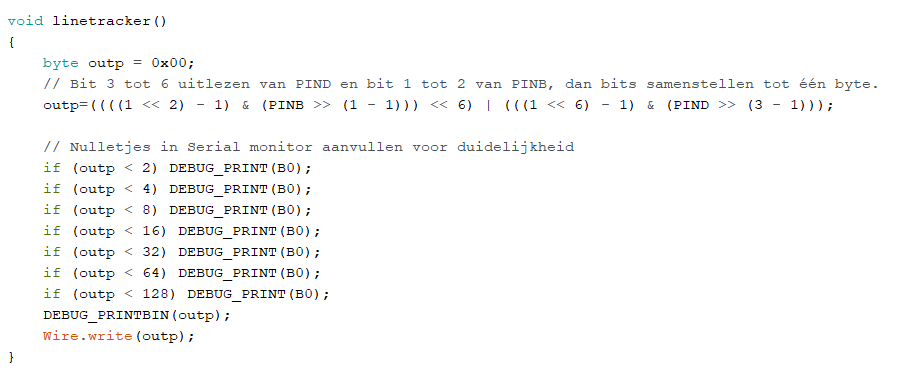 void linetracker()
{
    byte outp = 0x00;
    // Bit 3 tot 6 uitlezen van PIND en bit 1 tot 2 van PINB, dan bits samenstellen tot één byte.
    outp=((((1 << 2) - 1) & (PINB >> (1 - 1))) << 6) | (((1 << 6) - 1) & (PIND >> (3 - 1)));

    // Nulletjes in Serial monitor aanvullen voor duidelijkheid
    if (outp < 2) DEBUG_PRINT(B0);
    if (outp < 4) DEBUG_PRINT(B0);
    if (outp < 8) DEBUG_PRINT(B0);
    if (outp < 16) DEBUG_PRINT(B0);
    if (outp < 32) DEBUG_PRINT(B0);
    if (outp < 64) DEBUG_PRINT(B0);
    if (outp < 128) DEBUG_PRINT(B0);
    DEBUG_PRINTBIN(outp);
    Wire.write(outp);
}